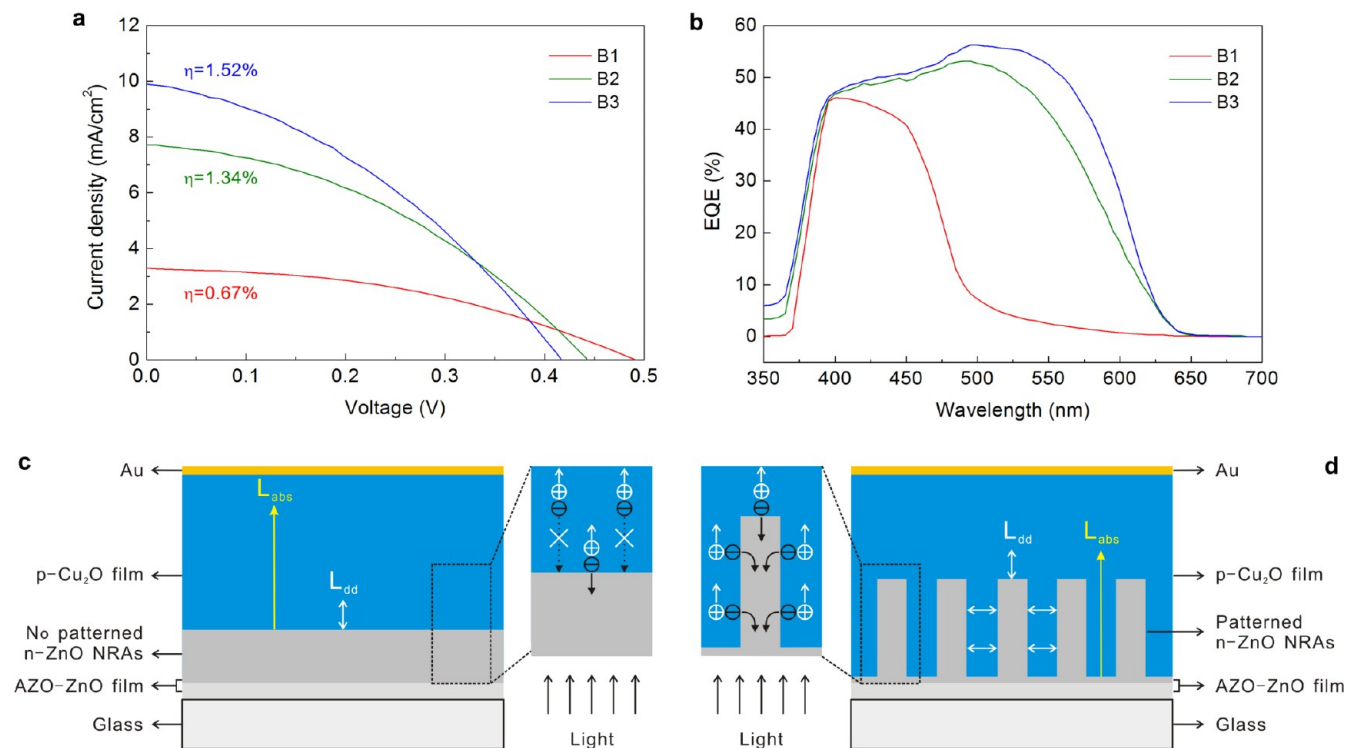 a
Current density (mA/cm²)
12
10
8
6
4
2
0
η=1.52%
η=1.34%
η=0.67%
B1
B2
B3
0.0
0.1
0.2
0.3
0.4
0.5
Voltage (V)
b
EQE (%)
60
50
40
30
20
10
0
B1
B2
B3
350
400
450
500
550
600
650
700
Wavelength (nm)
c
Au
p-Cu₂O film
No patterned
n-ZnO NRAs
AZO-ZnO film
Glass
Labs
Ldd
Light
d
Light
Ldd
Labs
Au
p-Cu₂O film
Patterned
n-ZnO NRAs
AZO-ZnO film
Glass